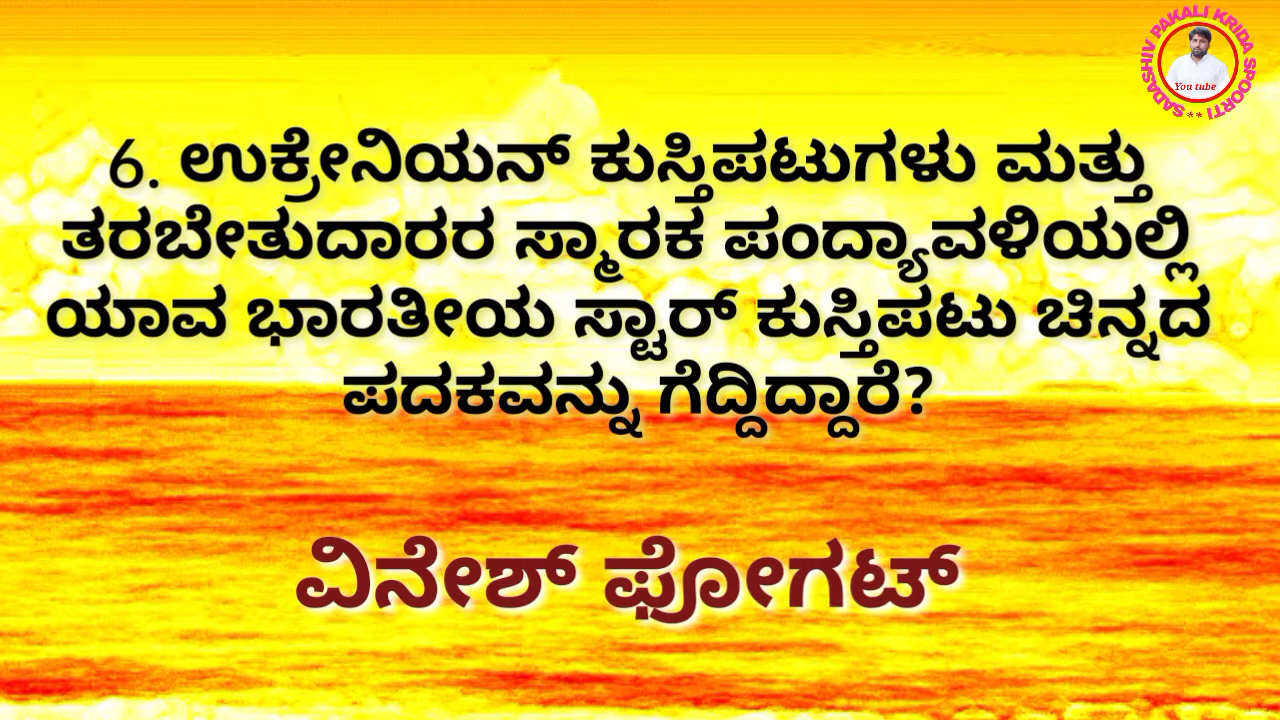 SADASHIV PAKALI KRIDA SPOORTI **
You tube
6. ಉಕ್ರೇನಿಯನ್ ಕುಸ್ತಿಪಟುಗಳು ಮತ್ತು
ತರಬೇತುದಾರರ ಸ್ಮಾರಕ ಪಂದ್ಯಾವಳಿಯಲ್ಲಿ
ಯಾವ ಭಾರತೀಯ ಸ್ಟಾರ್ ಕುಸ್ತಿಪಟು ಚಿನ್ನದ
ಪದಕವನ್ನು ಗೆದ್ದಿದ್ದಾರೆ?
ವಿನೇಶ್ ಫೋಗಟ್